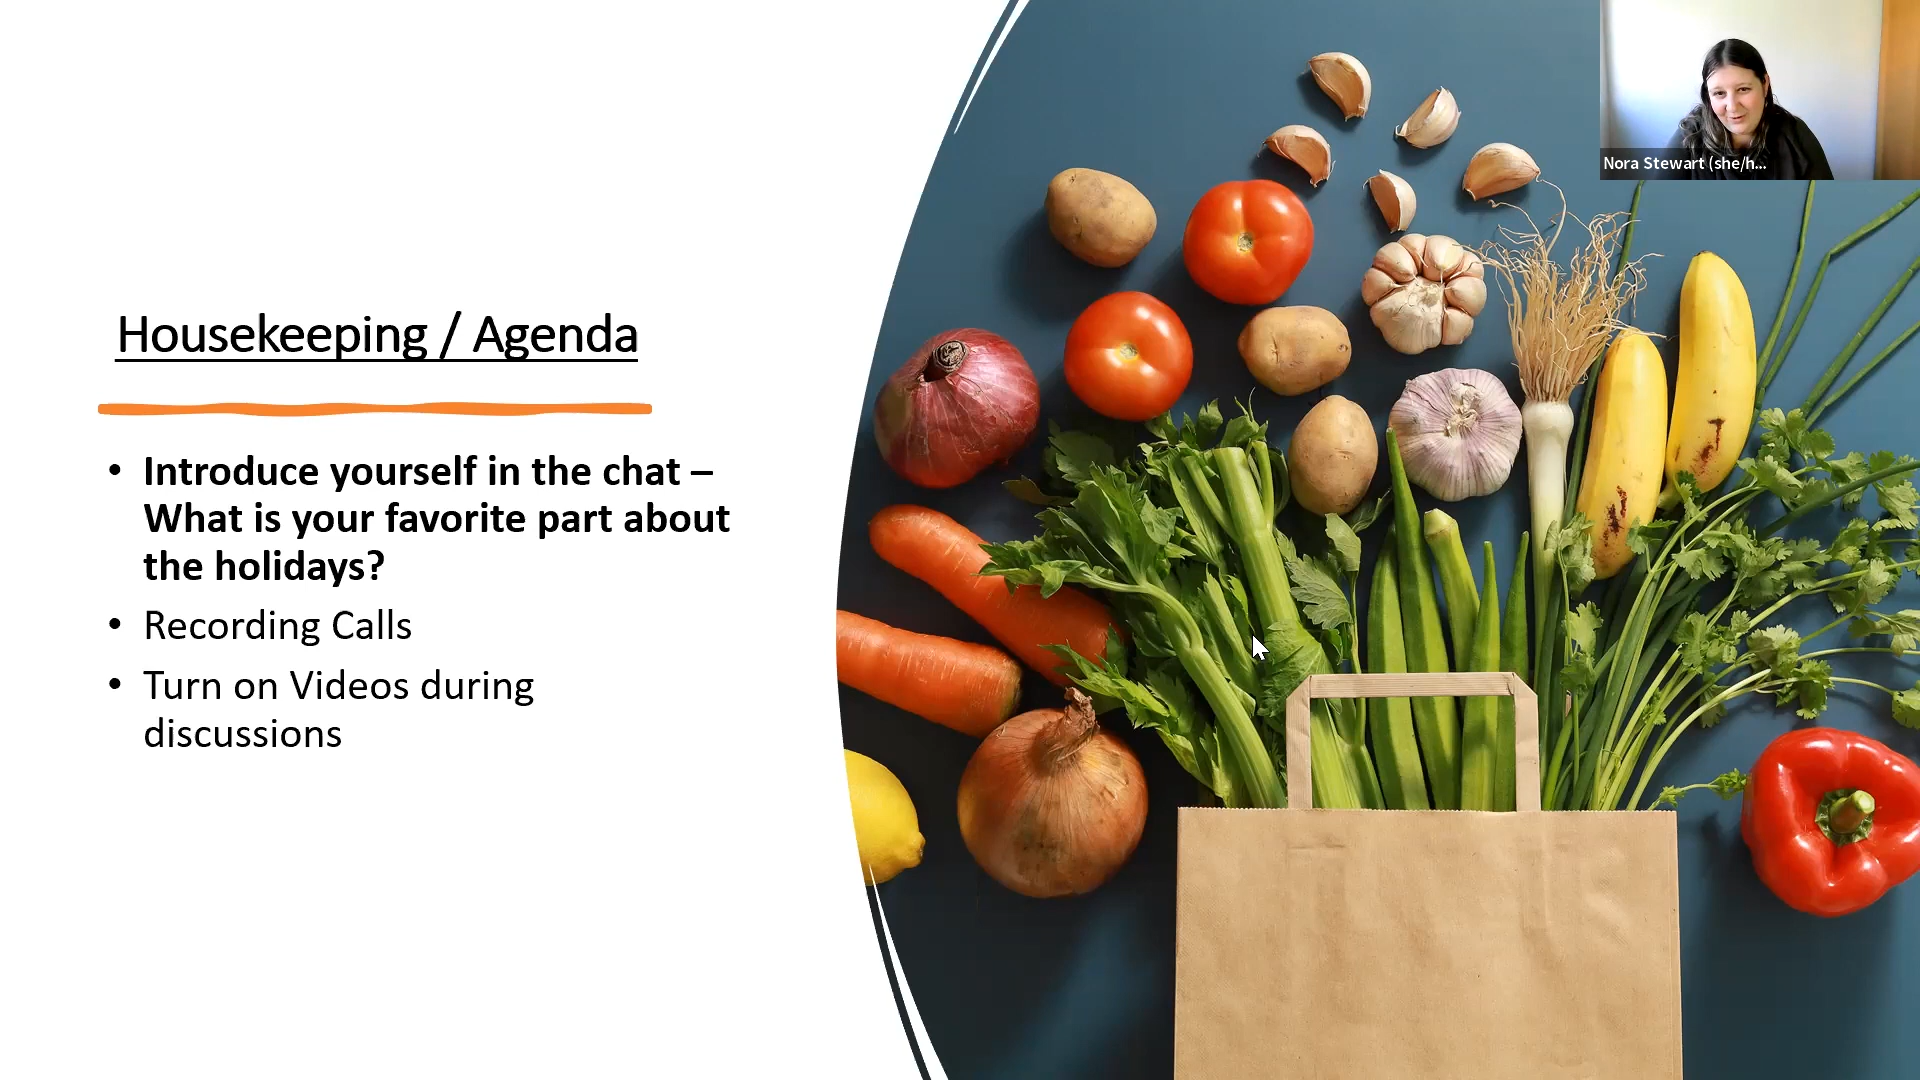 Nora Stewart (she/h...
Housekeeping / Agenda
• Introduce yourself in the chat –
What is your favorite part about
the holidays?
• Recording Calls
• Turn on Videos during
discussions